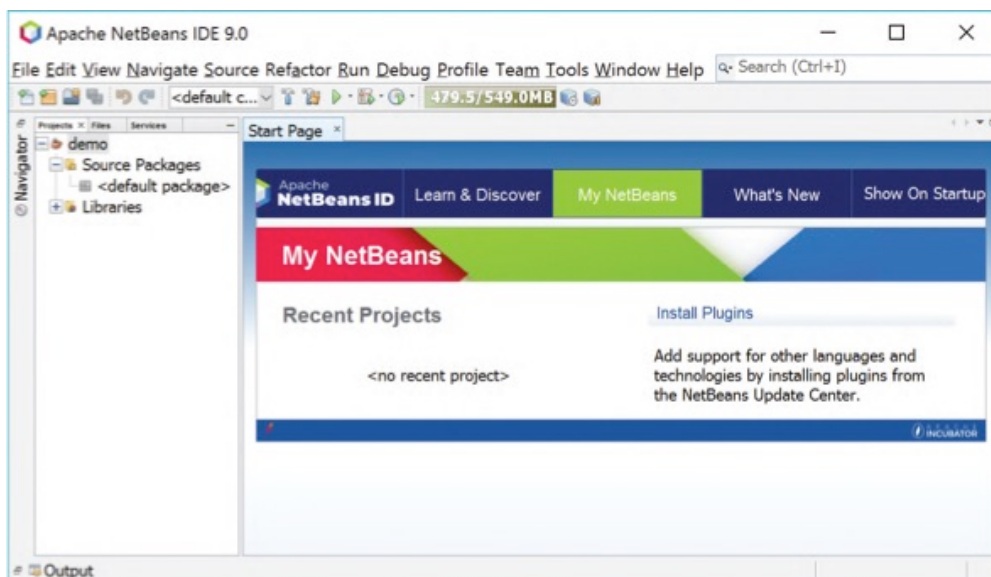 Apache NetBeans IDE 9.0
File Edit View Navigate Source Refactor Run Debug Profile Team Tools Window Help Search (Ctrl+I)
<default c... 479.5/549.0MB
Projects Files Services
Start Page
Navigator
demo
Source Packages
<default package>
Libraries
Apache
NetBeans ID Learn & Discover My NetBeans What's New Show On Startup
My NetBeans
Recent Projects
<no recent project>
Install Plugins
Add support for other languages and
technologies by installing plugins from
the NetBeans Update Center.
INCUBATOR
Output